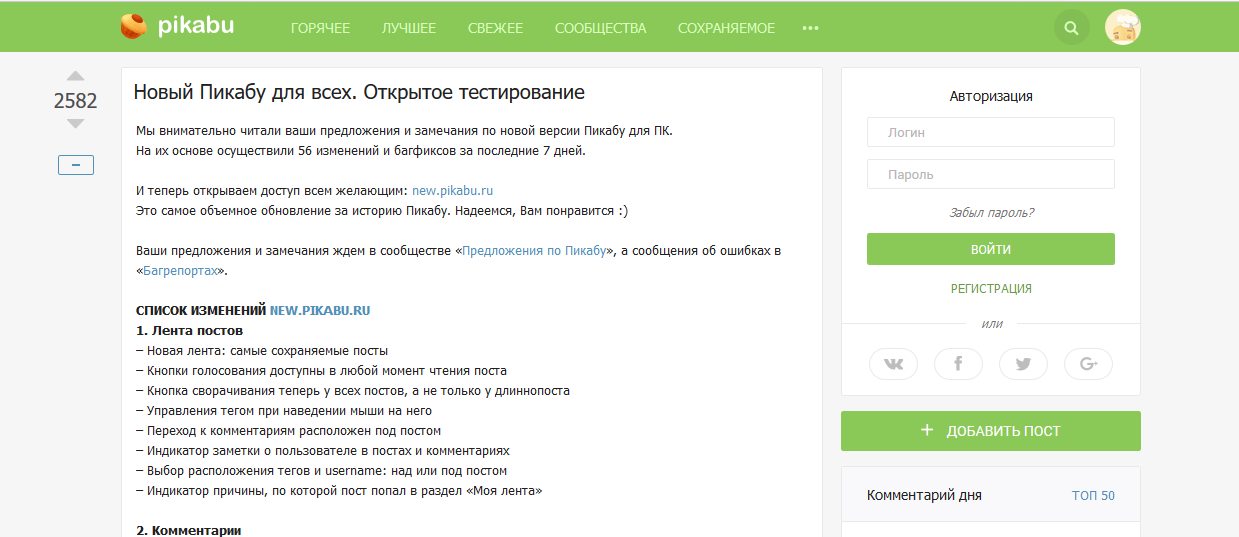 pikabu ГОРЯЧЕЕ ЛУЧШЕЕ СВЕЖЕЕ СООБЩЕСТВА СОХРАНЯЕМОЕ •••
2582
Новый Пикабу для всех. Открытое тестирование
Мы внимательно читали ваши предложения и замечания по новой версии Пикабу для ПК.
На их основе осуществили 56 изменений и багфиксов за последние 7 дней.
И теперь открываем доступ всем желающим: new.pikabu.ru
Это самое объемное обновление за историю Пикабу. Надеемся, Вам понравится :)
Ваши предложения и замечания ждем в сообществе «Предложения по Пикабу», а сообщения об ошибках в
«Багрепортах».
СПИСОК ИЗМЕНЕНИЙ NEW.PIKABU.RU
1. Лента постов
– Новая лента: самые сохраняемые посты
– Кнопки голосования доступны в любой момент чтения поста
– Кнопка сворачивания теперь у всех постов, а не только у длиннопоста
– Управления тегом при наведении мыши на него
– Переход к комментариям расположен под постом
– Индикатор заметки о пользователе в постах и комментариях
– Выбор расположения тегов и username: над или под постом
– Индикатор причины, по которой пост попал в раздел «Моя лента»
2. Комментарии
Авторизация
Логин
Пароль
Забыл пароль?
ВОЙТИ
РЕГИСТРАЦИЯ
или
+ ДОБАВИТЬ ПОСТ
Комментарий дня ТОП 50